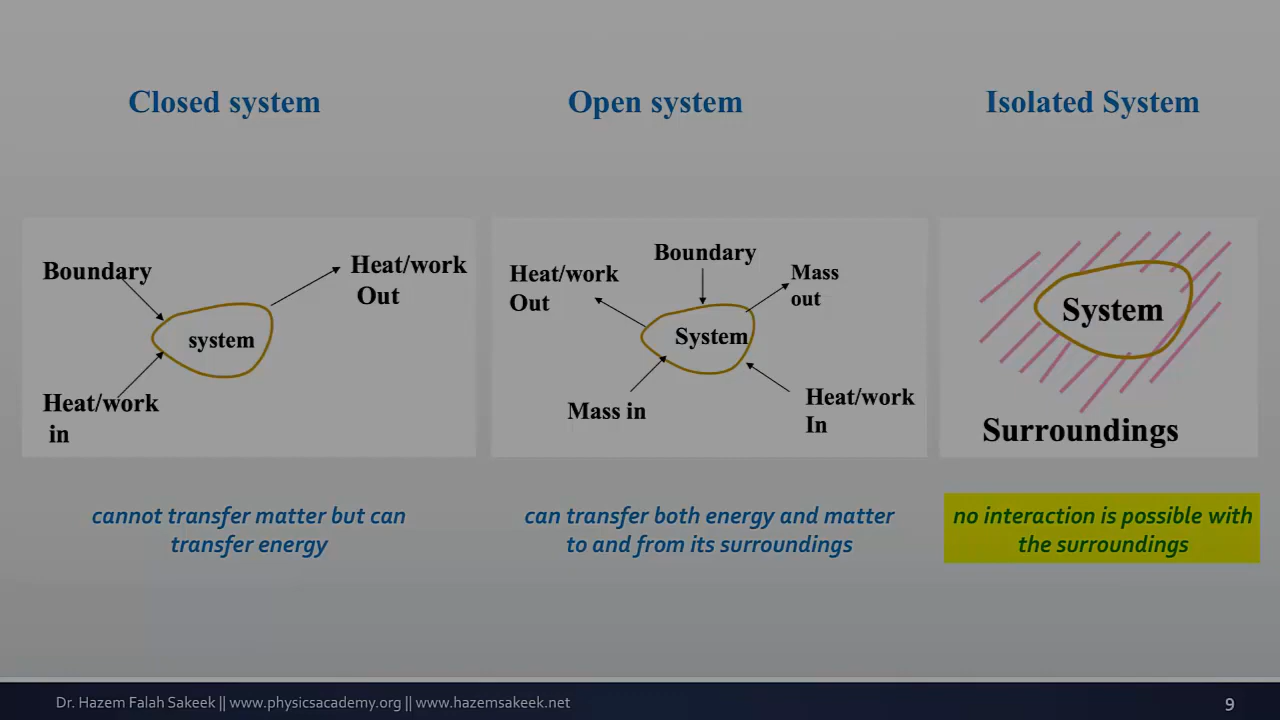 Closed system
Open system
Isolated System
Boundary
Heat/work
Out
system
Heat/work
in
Boundary
Heat/work
Out
Mass
out
System
Mass in
Heat/work
In
System
Surroundings
cannot transfer matter but can
transfer energy
can transfer both energy and matter
to and from its surroundings
no interaction is possible with
the surroundings
Dr. Hazem Falah Sakeek || www.physicsacademy.org || www.hazemsakeek.net
9